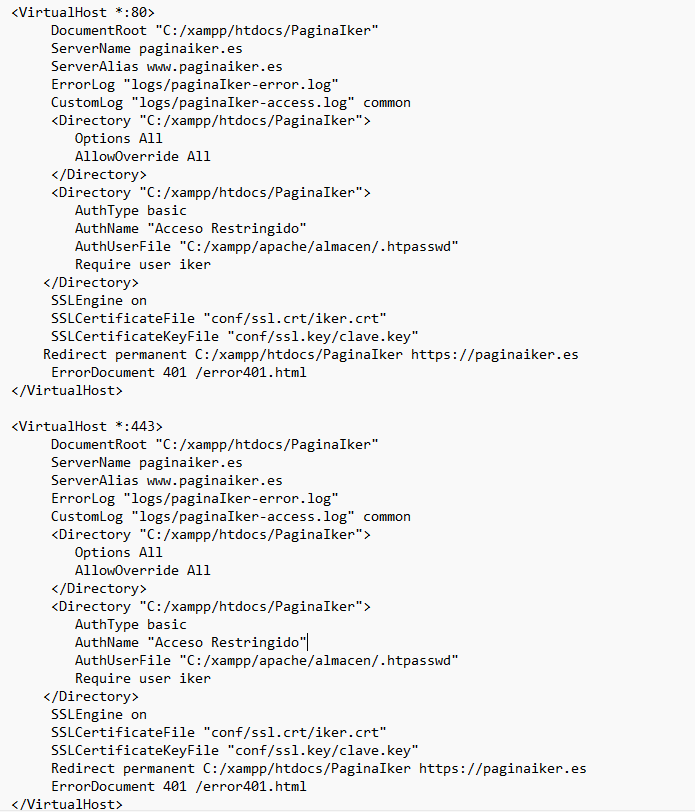 <VirtualHost *:80>
DocumentRoot "C:/xampp/htdocs/PaginaIker"
ServerName paginaiker.es
ServerAlias www.paginaiker.es
ErrorLog "logs/paginaIker-error.log"
CustomLog "logs/paginaIker-access.log" common
<Directory "C:/xampp/htdocs/PaginaIker">
Options All
AllowOverride All
</Directory>
<Directory "C:/xampp/htdocs/PaginaIker">
AuthType basic
AuthName "Acceso Restringido"
AuthUserFile "C:/xampp/apache/almacen/.htpasswd"
Require user iker
</Directory>
SSLEngine on
SSLCertificateFile "conf/ssl.crt/iker.crt"
SSLCertificateKeyFile "conf/ssl.key/clave.key"
Redirect permanent C:/xampp/htdocs/PaginaIker https://paginaiker.es
ErrorDocument 401 /error401.html
</VirtualHost>
<VirtualHost *:443>
DocumentRoot "C:/xampp/htdocs/PaginaIker"
ServerName paginaiker.es
ServerAlias www.paginaiker.es
ErrorLog "logs/paginaIker-error.log"
CustomLog "logs/paginaIker-access.log" common
<Directory "C:/xampp/htdocs/PaginaIker">
Options All
AllowOverride All
</Directory>
<Directory "C:/xampp/htdocs/PaginaIker">
AuthType basic
AuthName "Acceso Restringido"
AuthUserFile "C:/xampp/apache/almacen/.htpasswd"
Require user iker
</Directory>
SSLEngine on
SSLCertificateFile "conf/ssl.crt/iker.crt"
SSLCertificateKeyFile "conf/ssl.key/clave.key"
Redirect permanent C:/xampp/htdocs/PaginaIker https://paginaiker.es
ErrorDocument 401 /error401.html
</VirtualHost>